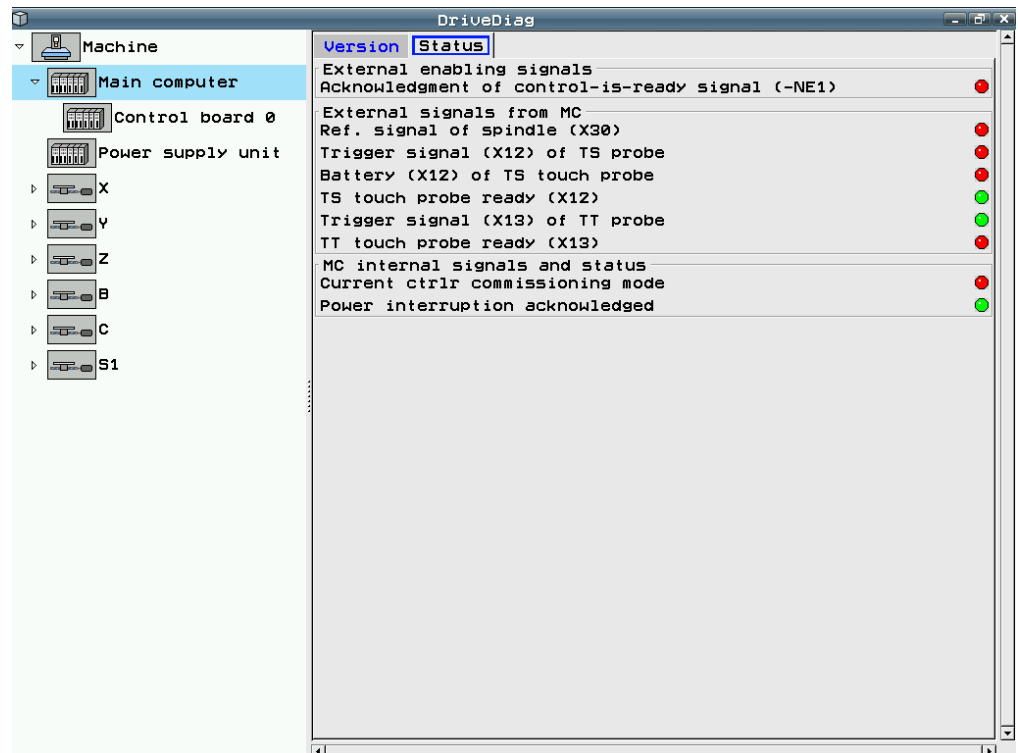 DriveDiag
Machine
Main computer
Control board 0
Power supply unit
X
Y
Z
B
C
S1
Version Status
External enabling signals
Acknowledgment of control-is-ready signal (-NE1)
External signals from MC
Ref. signal of spindle (X30)
Trigger signal (X12) of TS probe
Battery (X12) of TS touch probe
TS touch probe ready (X12)
Trigger signal (X13) of TT probe
TT touch probe ready (X13)
MC internal signals and status
Current ctrlr commissioning mode
Power interruption acknowledged